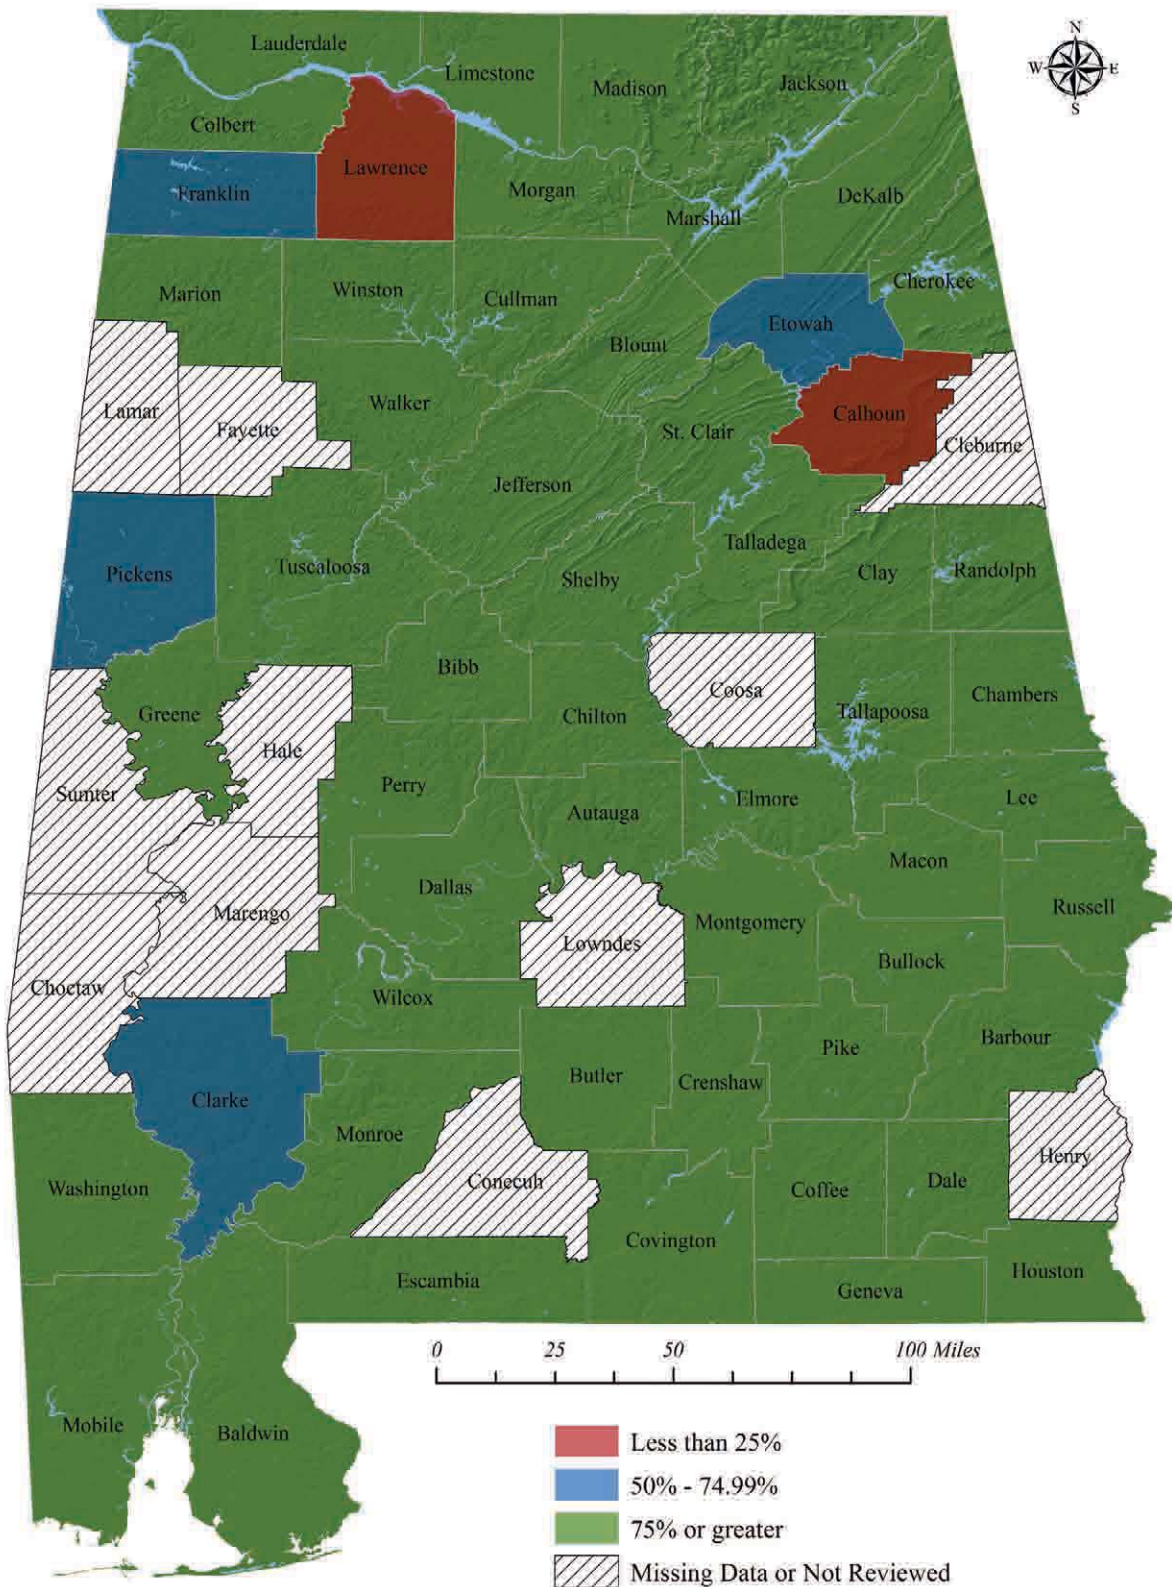 N
W E
S
Lauderdale
Limestone
Madison
Jackson
Colbert
Lawrence
Franklin
Morgan
DeKalb
Marshall
Cherokee
Marion
Winston
Cullman
Etowah
Blount
Lamar
Fayette
Walker
St. Clair
Calhoun
Cleburne
Jefferson
Pickens
Tuscaloosa
Shelby
Talladega
Clay
Randolph
Bibb
Coosa
Chambers
Greene
Chilton
Tallapoosa
Hale
Sumter
Perry
Autauga
Elmore
Lee
Macon
Dallas
Marengo
Lowndes
Montgomery
Russell
Choctaw
Wilcox
Bullock
Barbour
Clarke
Butler
Crenshaw
Pike
Monroe
Henry
Washington
Conecuh
Coffee
Dale
Covington
Escambia
Geneva
Houston
0 25 50 100 Miles
Mobile
Baldwin
Less than 25%
50% - 74.99%
75% or greater
Missing Data or Not Reviewed